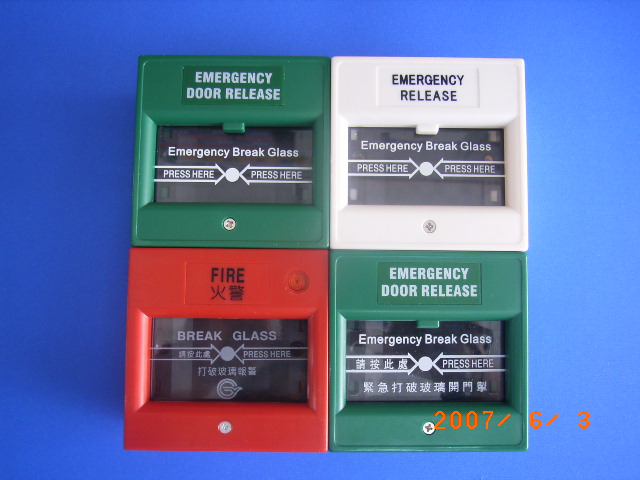 EMERGENCY
DOOR RELEASE
Emergency Break Glass
PRESS HERE PRESS HERE
EMERGENCY
RELEASE
Emergency Break Glass
PRESS HERE PRESS HERE
FIRE
火警
BREAK GLASS
請按此處 PRESS HERE
打破玻璃報警
EMERGENCY
DOOR RELEASE
Emergency Break Glass
請按此處 PRESS HERE
緊急打破玻璃開門掣
2007/ 6/ 3